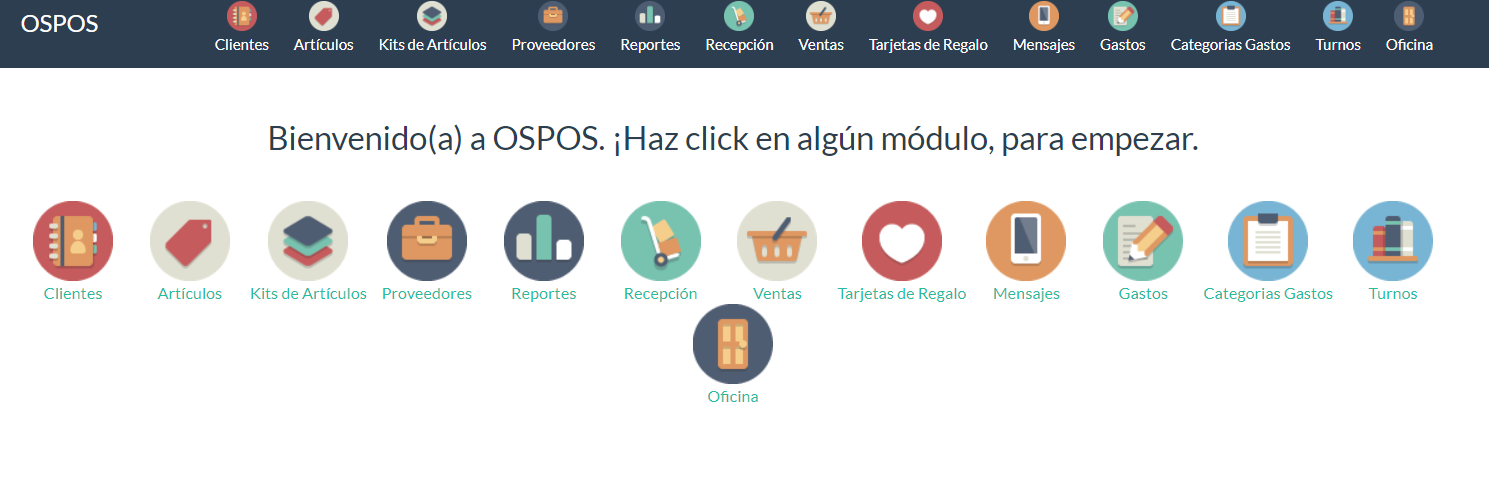 OSPOS
Clientes Artículos Kits de Artículos Proveedores Reportes Recepción Ventas Tarjetas de Regalo Mensajes Gastos Categorias Gastos Turnos Oficina
Bienvenido(a) a OSPOS. ¡Haz click en algún módulo, para empezar.
Clientes Artículos Kits de Artículos Proveedores Reportes Recepción Ventas Tarjetas de Regalo Mensajes Gastos Categorias Gastos Turnos
Oficina